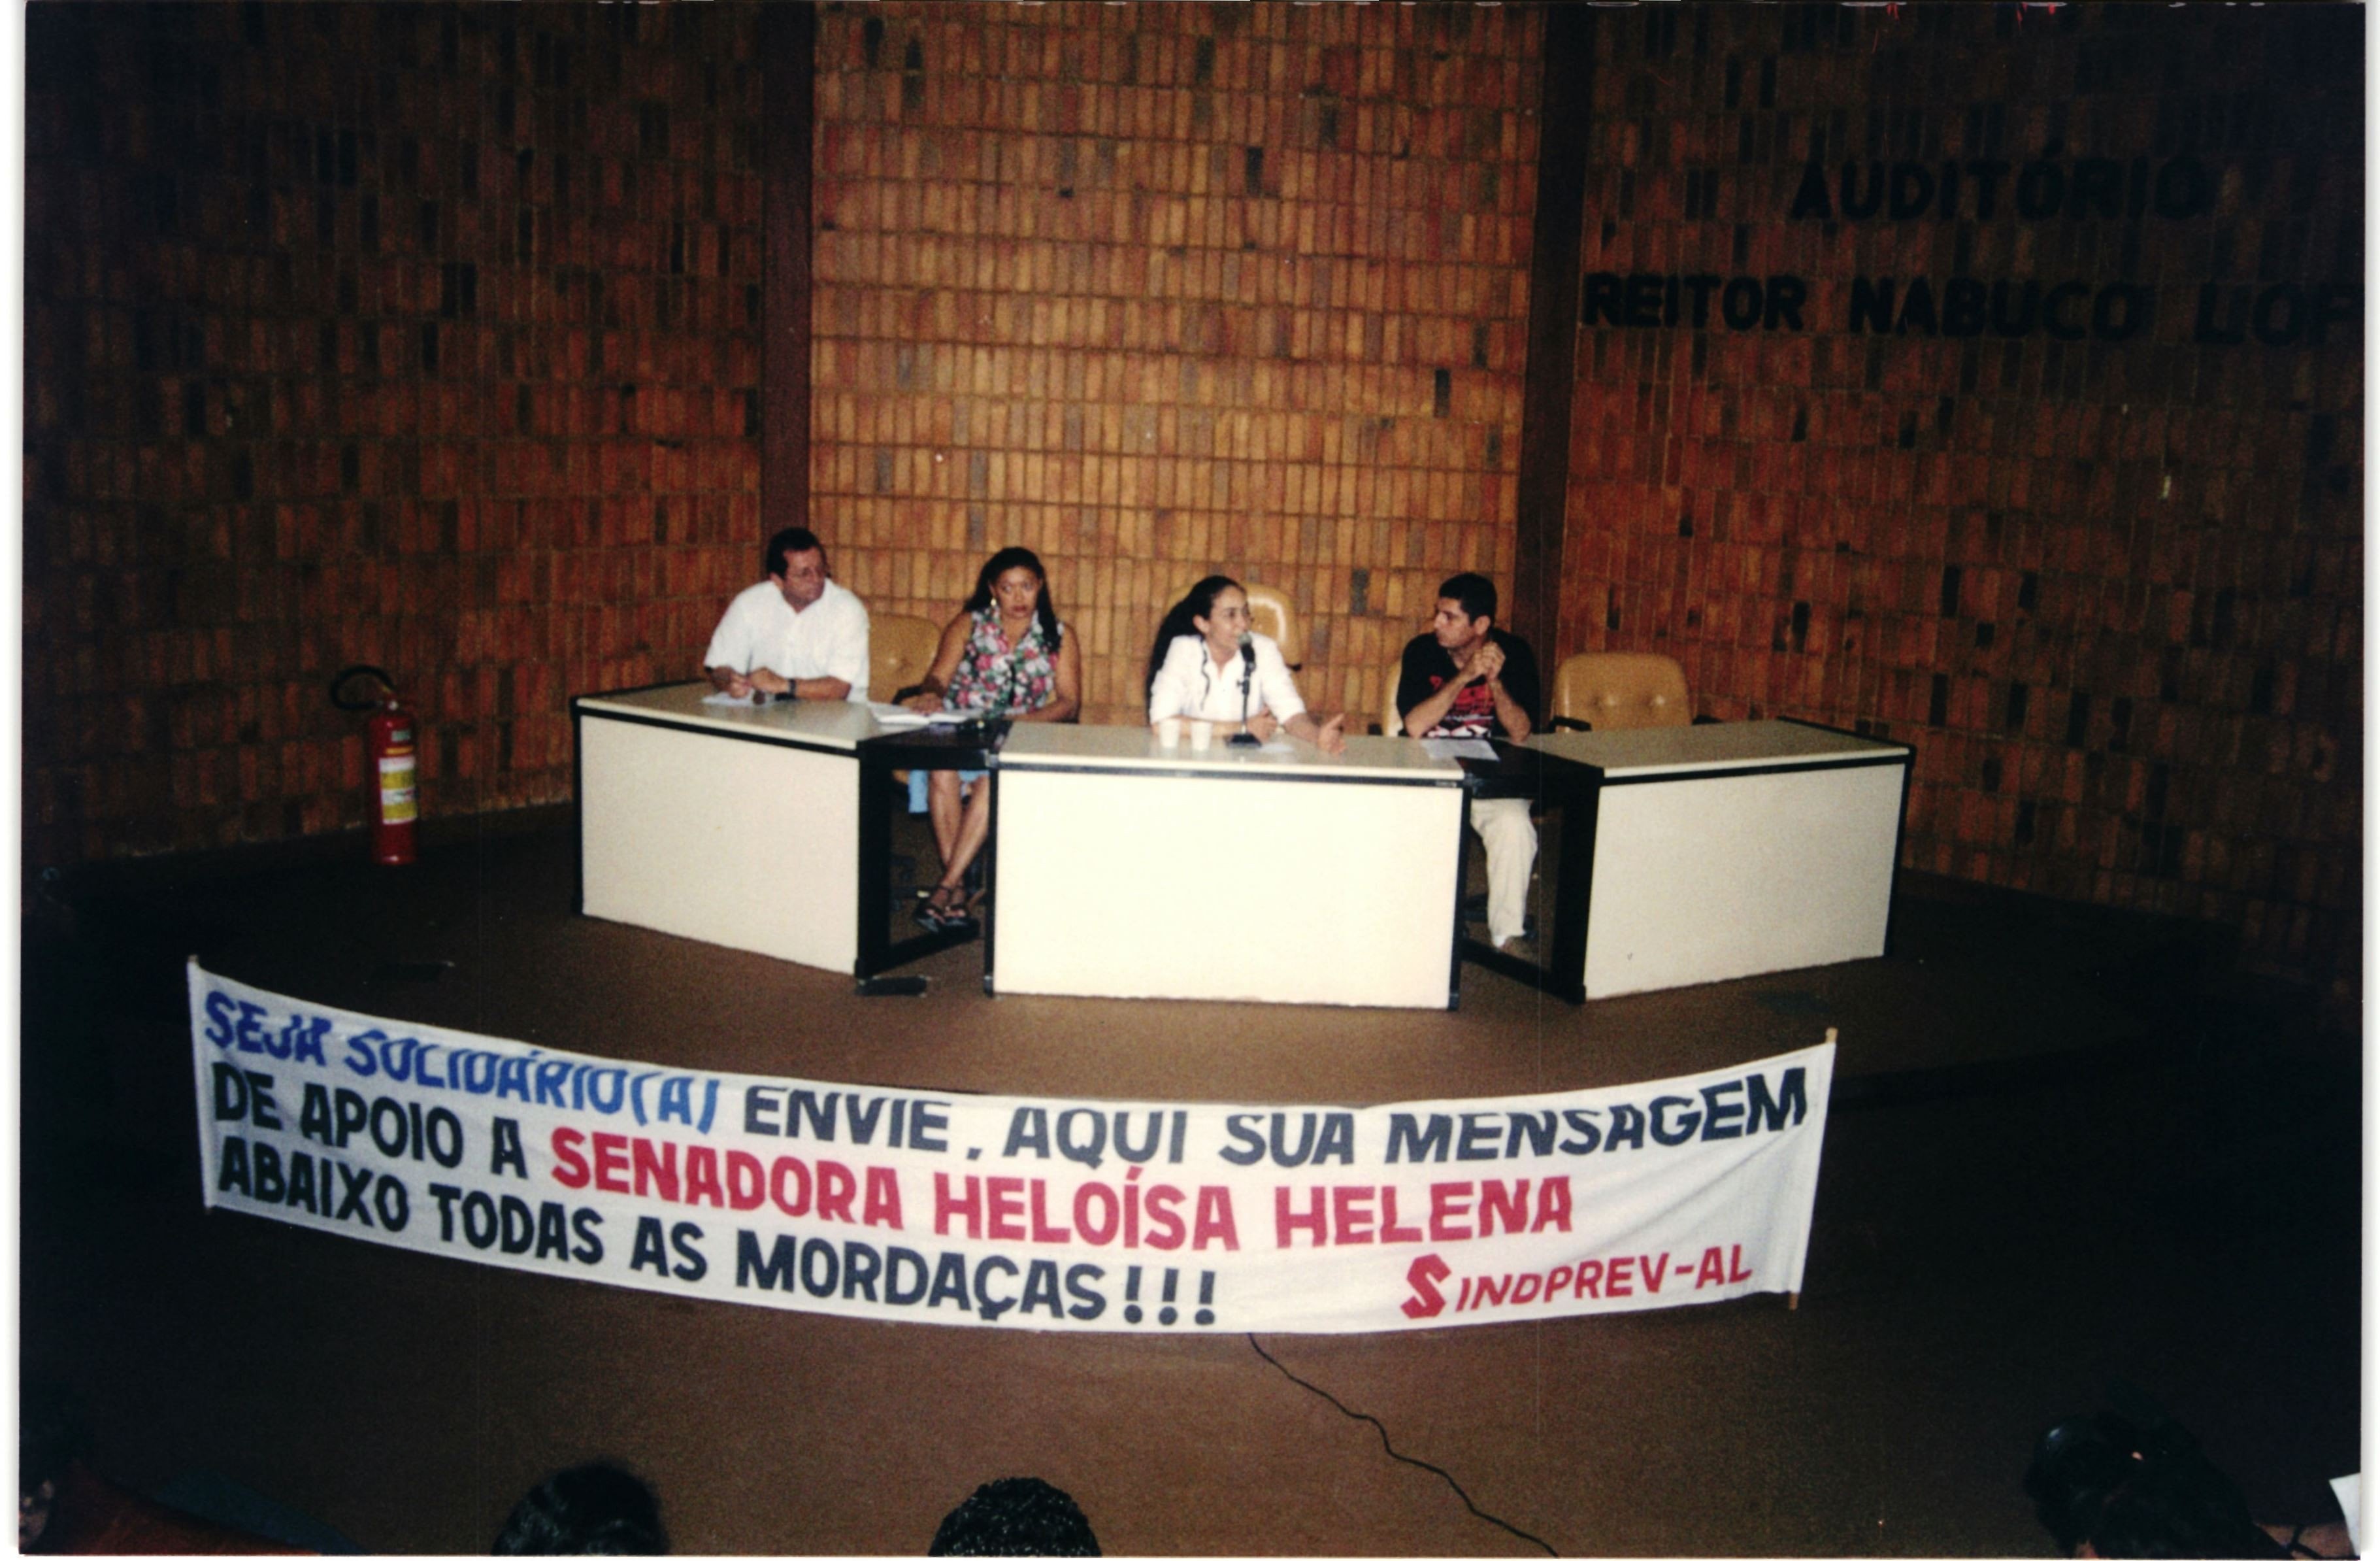 AUDITÓRIO
REITOR NABUCO
SEJA SOLIDÁRIO(A) ENVIE, AQUI SUA MENSAGEM
DE APOIO A SENADORA HELOÍSA HELENA
ABAIXO TODAS AS MORDAÇAS!!!
SINDPREV-AL